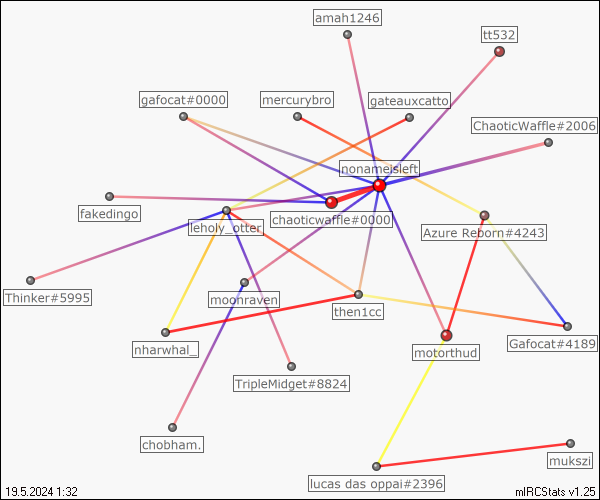 amah1246
tt532
gafocat#0000
mercurybro
gateauxcatto
ChaoticWaffle#2006
nonameisleft
fakedingo
chaoticwaffle#0000
leholy_otter
Azure Reborn#4243
Thinker#5995
moonraven
then1cc
nharwhal_
motorthud
Gafocat#4189
TripleMidget#8824
chobham.
mukszi
lucas das oppai#2396
19.5.2024 1:32
mIRCStats v1.25